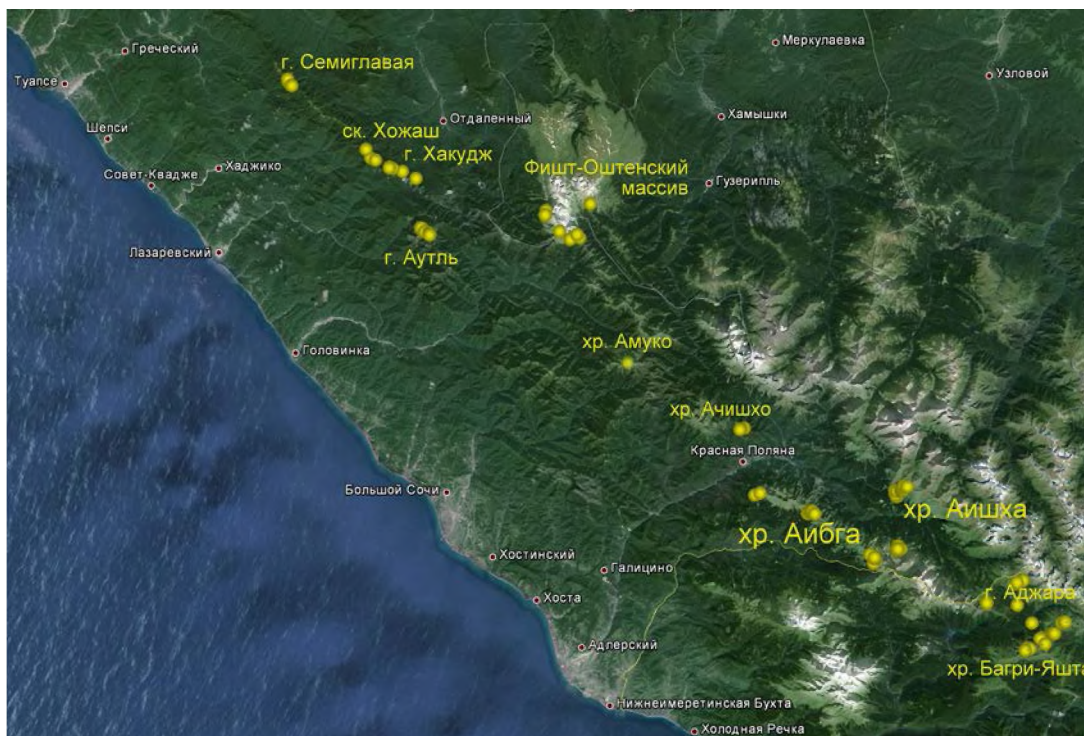 Греческий
Меркулаевка
г. Семиглавая
Узловой
Туапсе
Отдаленный
Хамышки
Шепси
ск. Хожаш
г. Хакудж
Хаджико
Совет-Квадже
Фишт-Оштенский
массив
Гузерипль
Лазаревский
г. Аутль
Головинка
хр. Амуко
хр. Ачишхо
Красная Поляна
Большой Сочи
хр. Аишха
хр. Аибга
Хостинский
Галицино
Хоста
г. Аджара
Адлерский
хр. Багри-Яшта
Нижнеимеретинская Бухта
Холодная Речка